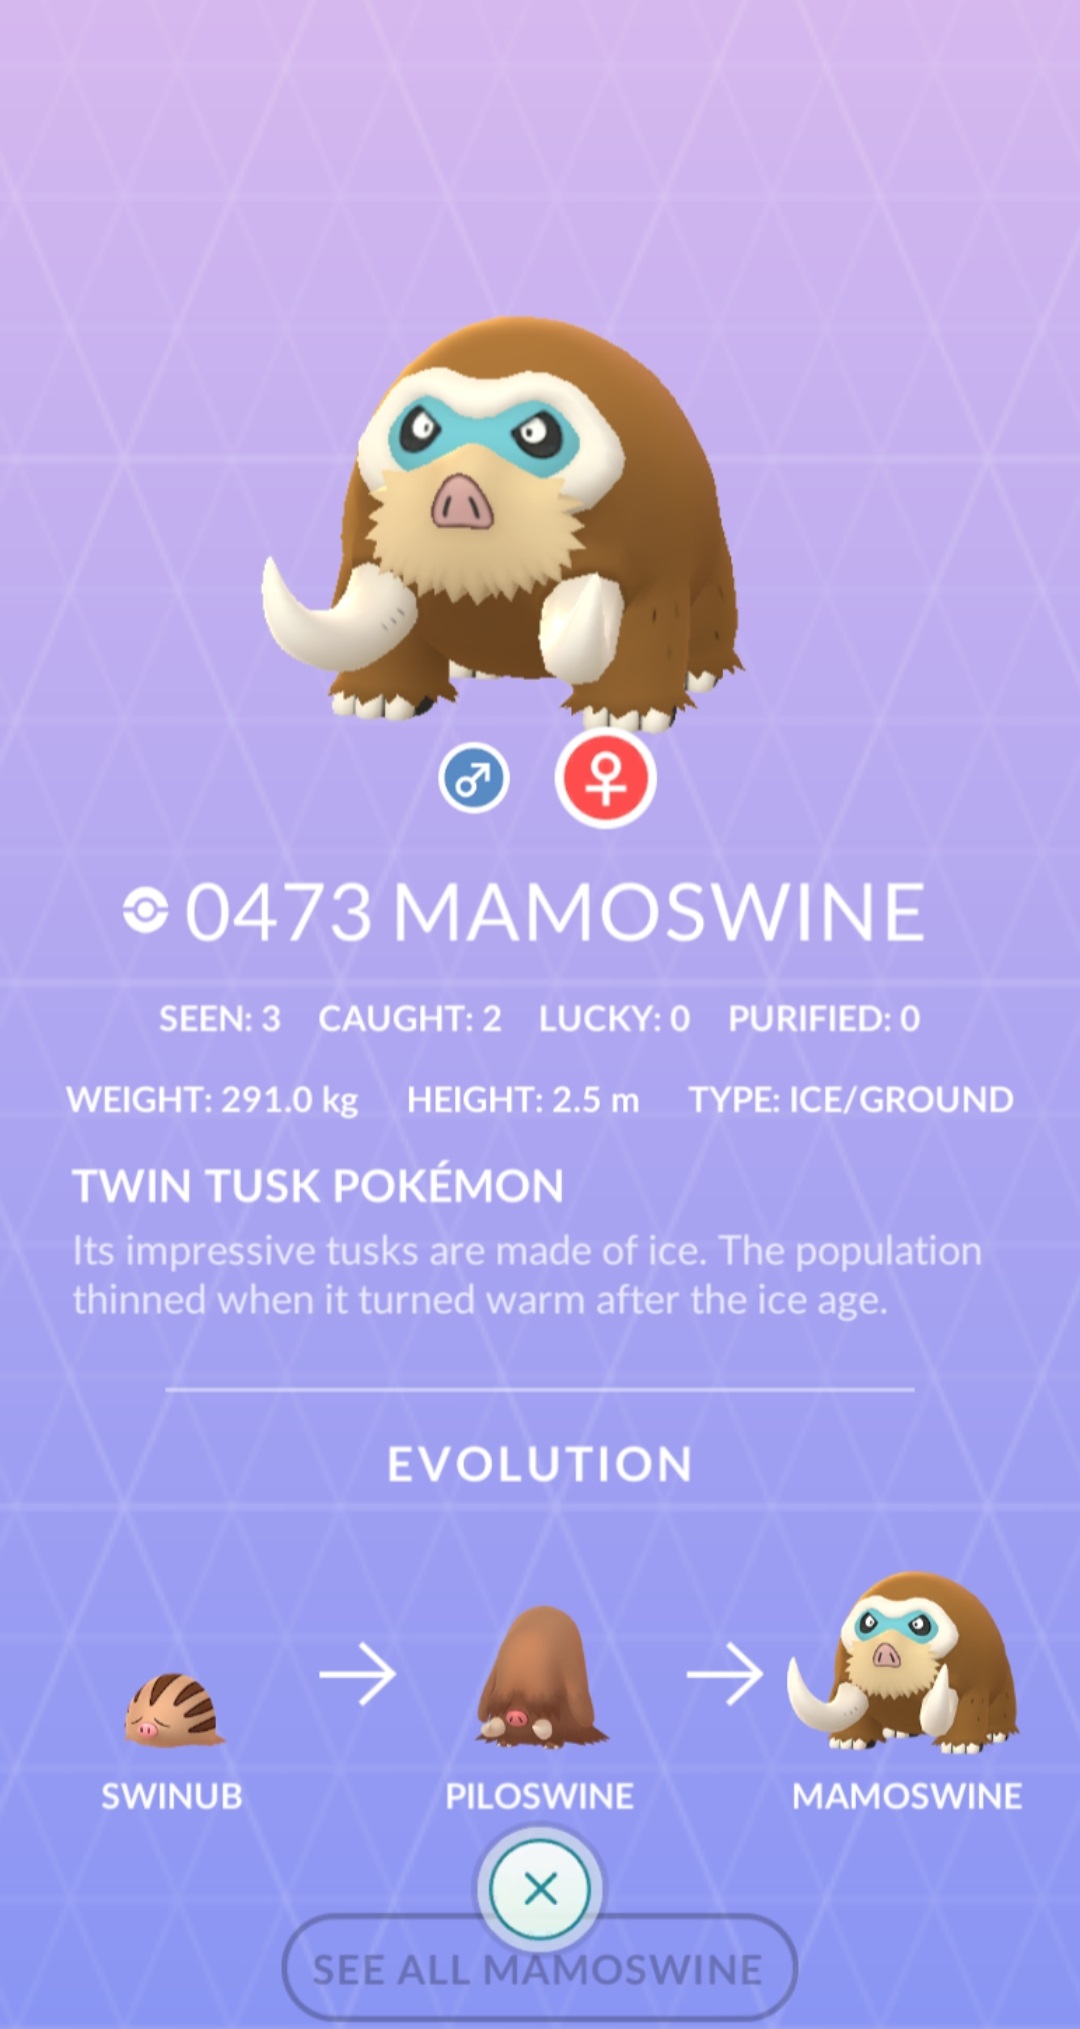 0473 MAMOSWINE
SEEN: 3 CAUGHT: 2 LUCKY: 0 PURIFIED: 0
WEIGHT: 291.0 kg HEIGHT: 2.5 m TYPE: ICE/GROUND
TWIN TUSK POKÉMON
Its impressive tusks are made of ice. The population
thinned when it turned warm after the ice age.
EVOLUTION
SWINUB PILOSWINE MAMOSWINE
SEE ALL MAMOSWINE